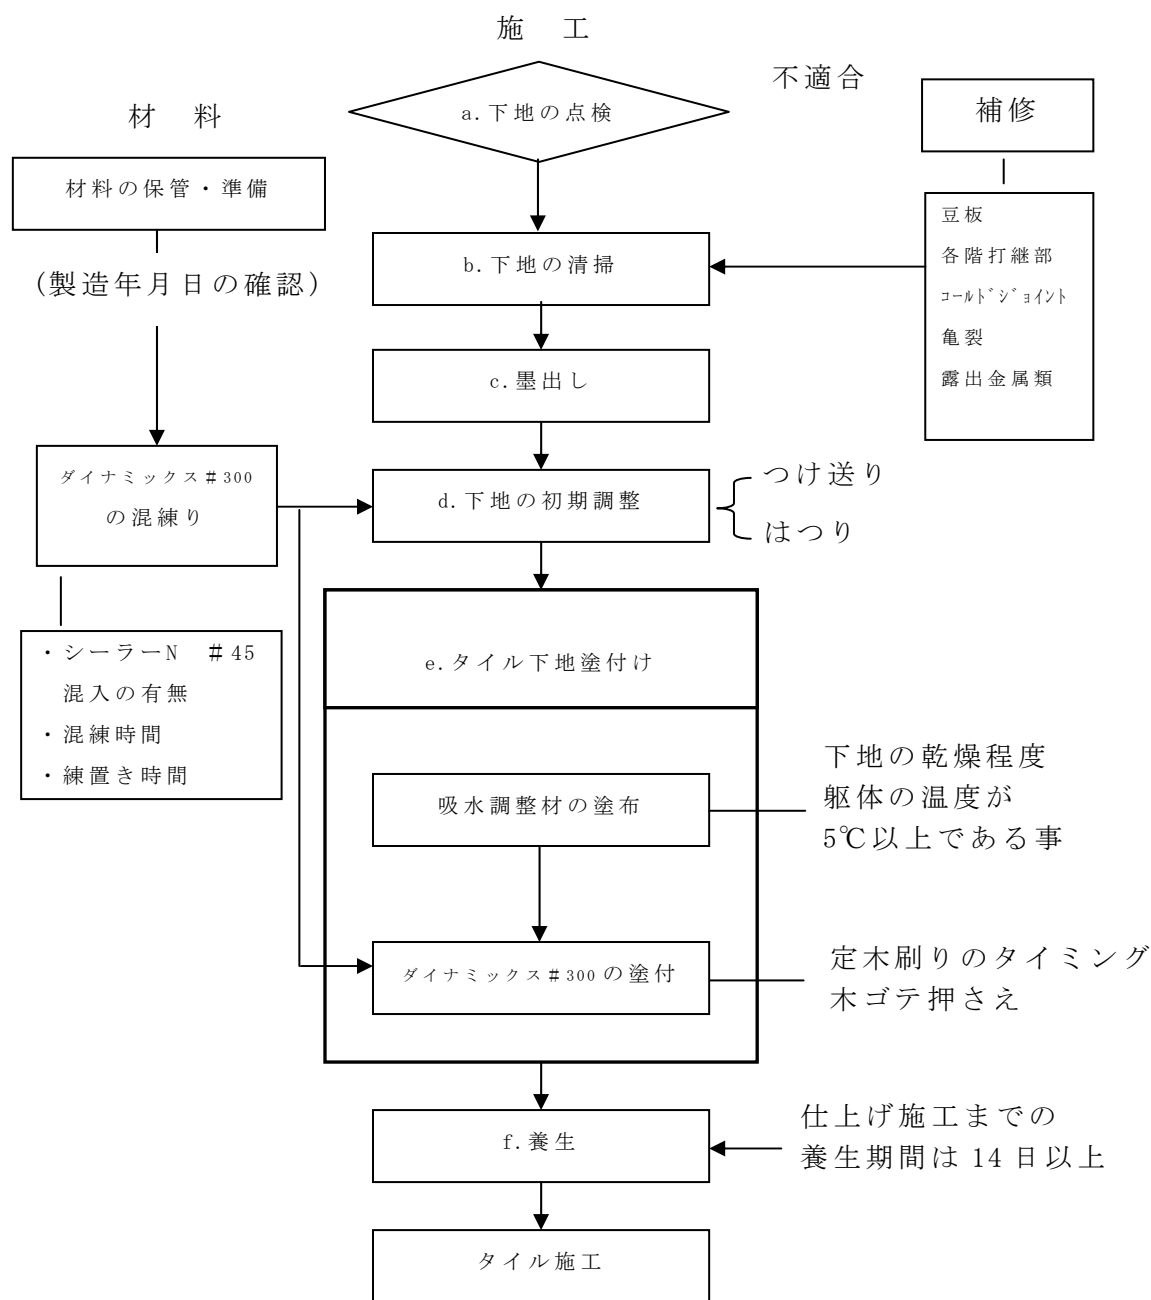 施　工
不適合
a.下地の点検
補修
材　料
材料の保管・準備
(製造年月日の確認)
豆板
各階打継部
ｺｰﾙﾄﾞｼﾞｮｲﾝﾄ
亀裂
露出金属類
b.下地の清掃
c.墨出し
ダイナミックス＃300
の混練り
d.下地の初期調整
つけ送り
はつり
・シーラーN　＃45
混入の有無
・混練時間
・練置き時間
e.タイル下地塗付け
吸水調整材の塗布
下地の乾燥程度
躯体の温度が
5℃以上である事
ダイナミックス＃300の塗付
定木刷りのタイミング
木ゴテ押さえ
f.養生
仕上げ施工までの
養生期間は14日以上
タイル施工